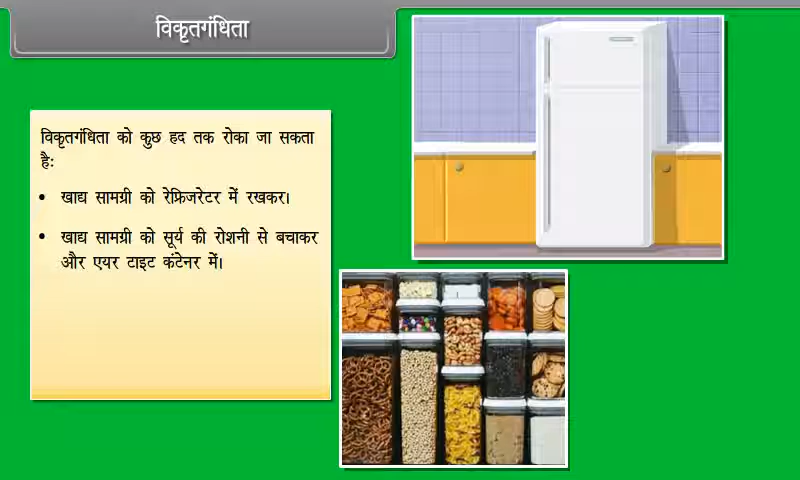 विकृतगंधिता
विकृतगंधिता को कुछ हद तक रोका जा सकता
है:
• खाद्य सामग्री को रेफ्रिजरेटर में रखकर।
• खाद्य सामग्री को सूर्य की रोशनी से बचाकर
और एयर टाइट कंटेनर में।